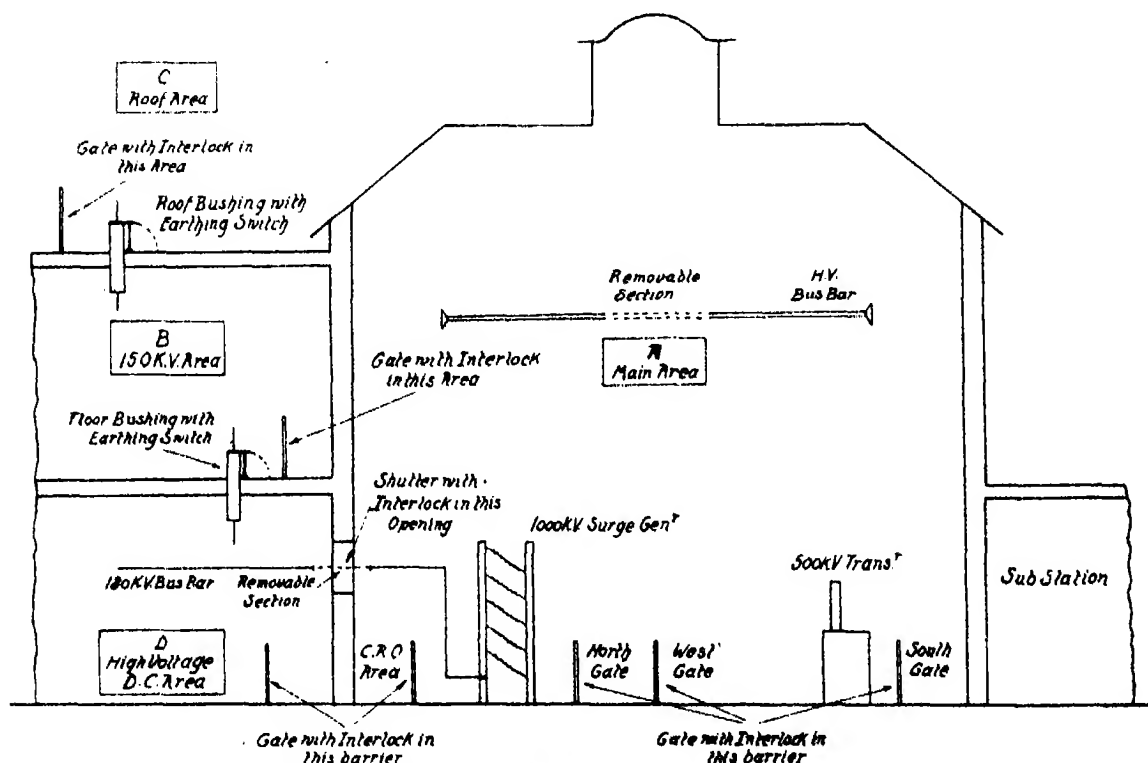 C
Roof Area
Gate with Interlock in
this Area
Roof Bushing with
Earthing Switch
Removable
Section
H.V.
Bus Bar
B
150K.V. Area
A
Main Area
Gate with Interlock
in this Area
Floor Bushing with
Earthing Switch
Shutter with
Interlock in this
Opening
1000KV. Surge Genr
500KV Trans.r
180K.V. Bus Bar
Removable
Section
Sub Station
D
High Voltage
D.C. Area
C.R.O
Area
North
Gate
West
Gate
South
Gate
Gate with Interlock in
this barrier
Gate with Interlock in
this barrier